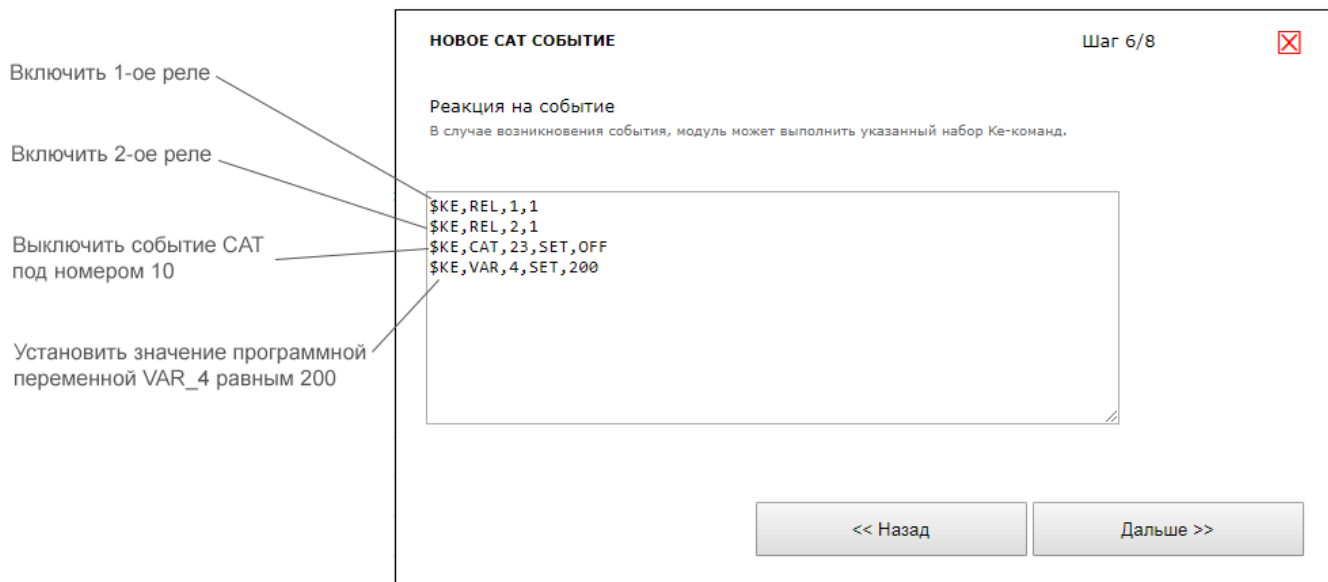 НОВОЕ CAT СОБЫТИЕ Шаг 6/8
Включить 1-ое реле
Реакция на событие
В случае возникновения события, модуль может выполнить указанный набор Ке-команд.
Включить 2-ое реле
$KE,REL,1,1
$KE,REL,2,1
$KE,CAT,23,SET,OFF
$KE,VAR,4,SET,200
Выключить событие CAT
под номером 10
Установить значение программной
переменной VAR_4 равным 200
<< Назад Дальше >>